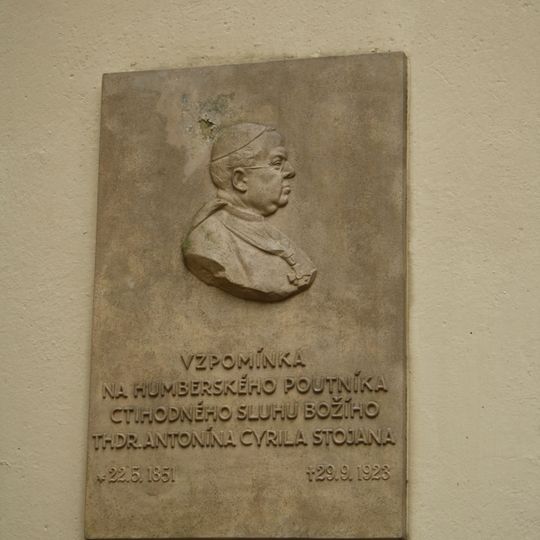 VZPOMÍNKA
NA HUMBERSKÉHO POUTNÍKA
CTIHODNÉHO SLUHU BOŽÍHO
THDR. ANTONÍNA CYRILA STOJANA
* 22.5. 1851 † 29.9. 1923